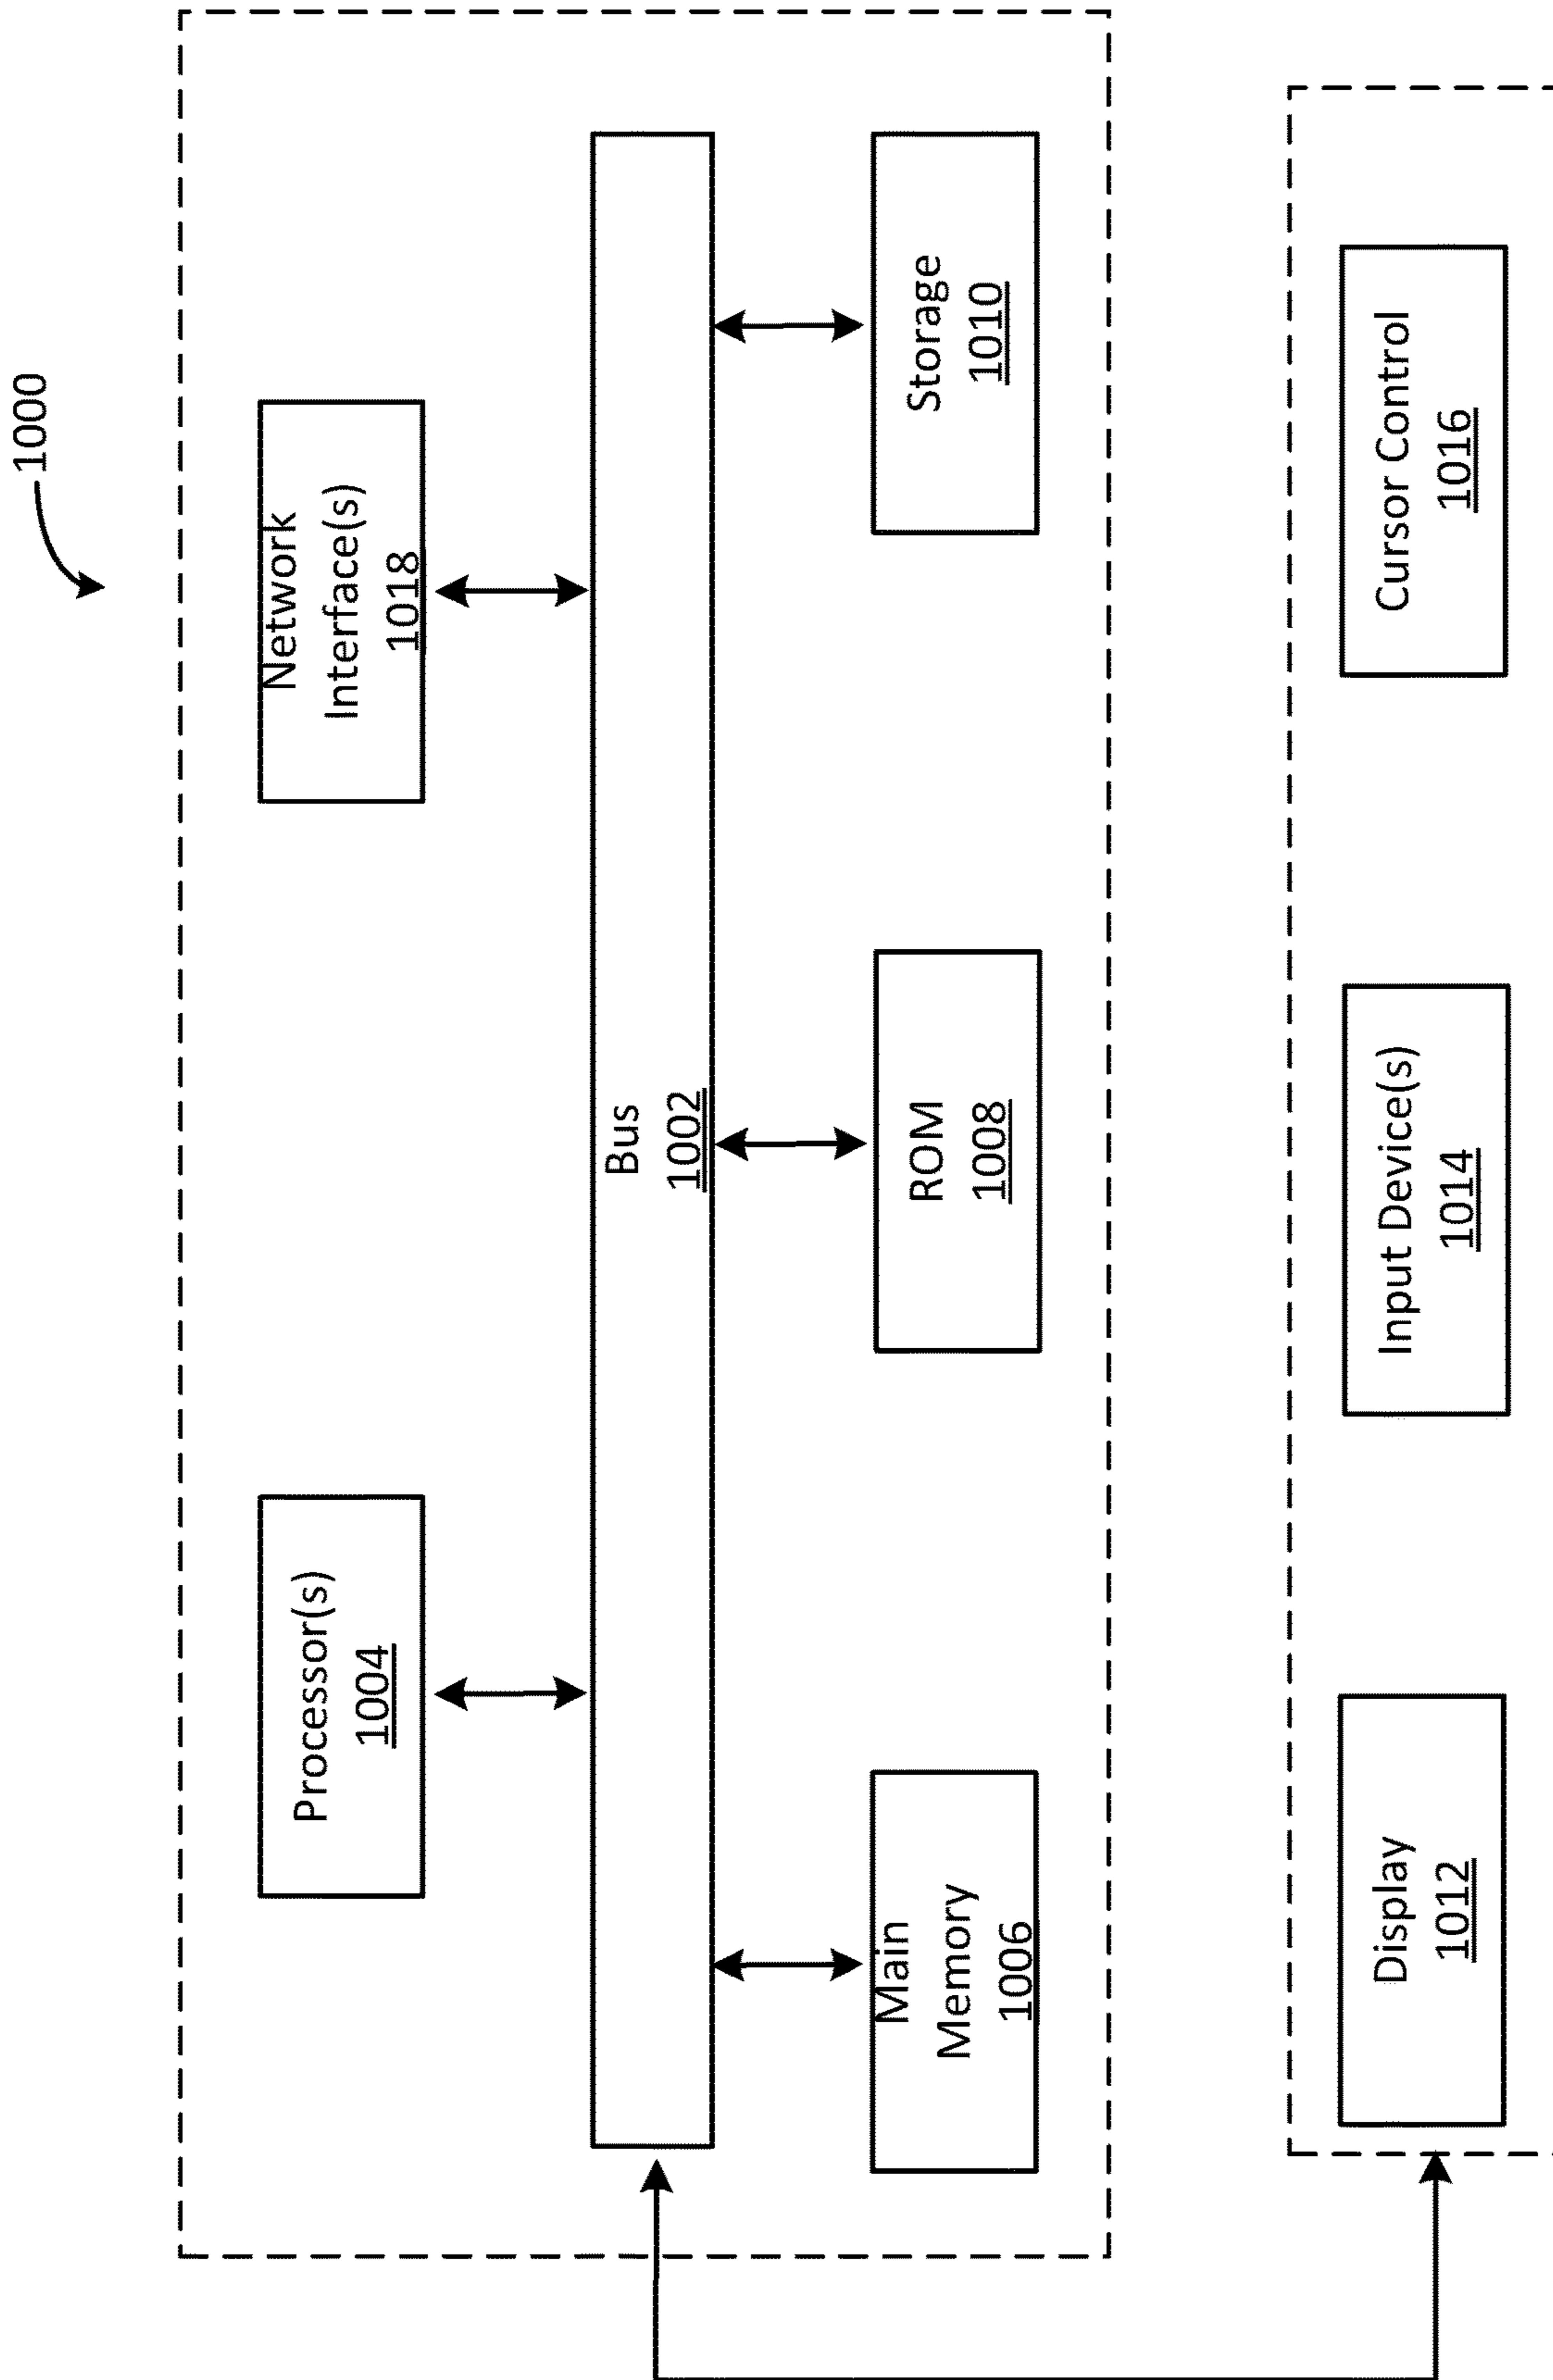 1000
Processor(s)
1004
Network
Interface(s)
1018
Bus
1002
Main
Memory
1006
ROM
1008
Storage
1010
Display
1012
Input Device(s)
1014
Cursor Control
1016